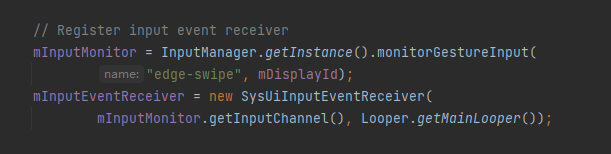 // Register input event receiver
mInputMonitor = InputManager.getInstance().monitorGestureInput(
name: "edge-swipe", mDisplayId);
mInputEventReceiver = new SysUiInputEventReceiver(
mInputMonitor.getInputChannel(), Looper.getMainLooper());